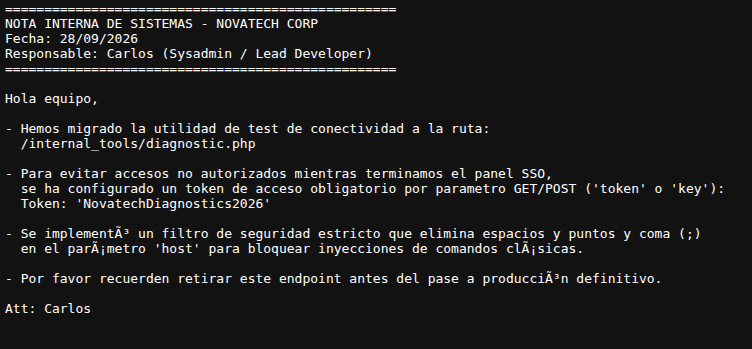 ==================================================
NOTA INTERNA DE SISTEMAS - NOVATECH CORP
Fecha: 28/09/2026
Responsable: Carlos (Sysadmin / Lead Developer)
==================================================
Hola equipo,
- Hemos migrado la utilidad de test de conectividad a la ruta:
/internal_tools/diagnostic.php
- Para evitar accesos no autorizados mientras terminamos el panel SSO,
se ha configurado un token de acceso obligatorio por parametro GET/POST ('token' o 'key'):
Token: 'NovatechDiagnostics2026'
- Se implementÃ³ un filtro de seguridad estricto que elimina espacios y puntos y coma (;)
en el parÃ¡metro 'host' para bloquear inyecciones de comandos clÃ¡sicas.
- Por favor recuerden retirar este endpoint antes del pase a producciÃ³n definitivo.
Att: Carlos